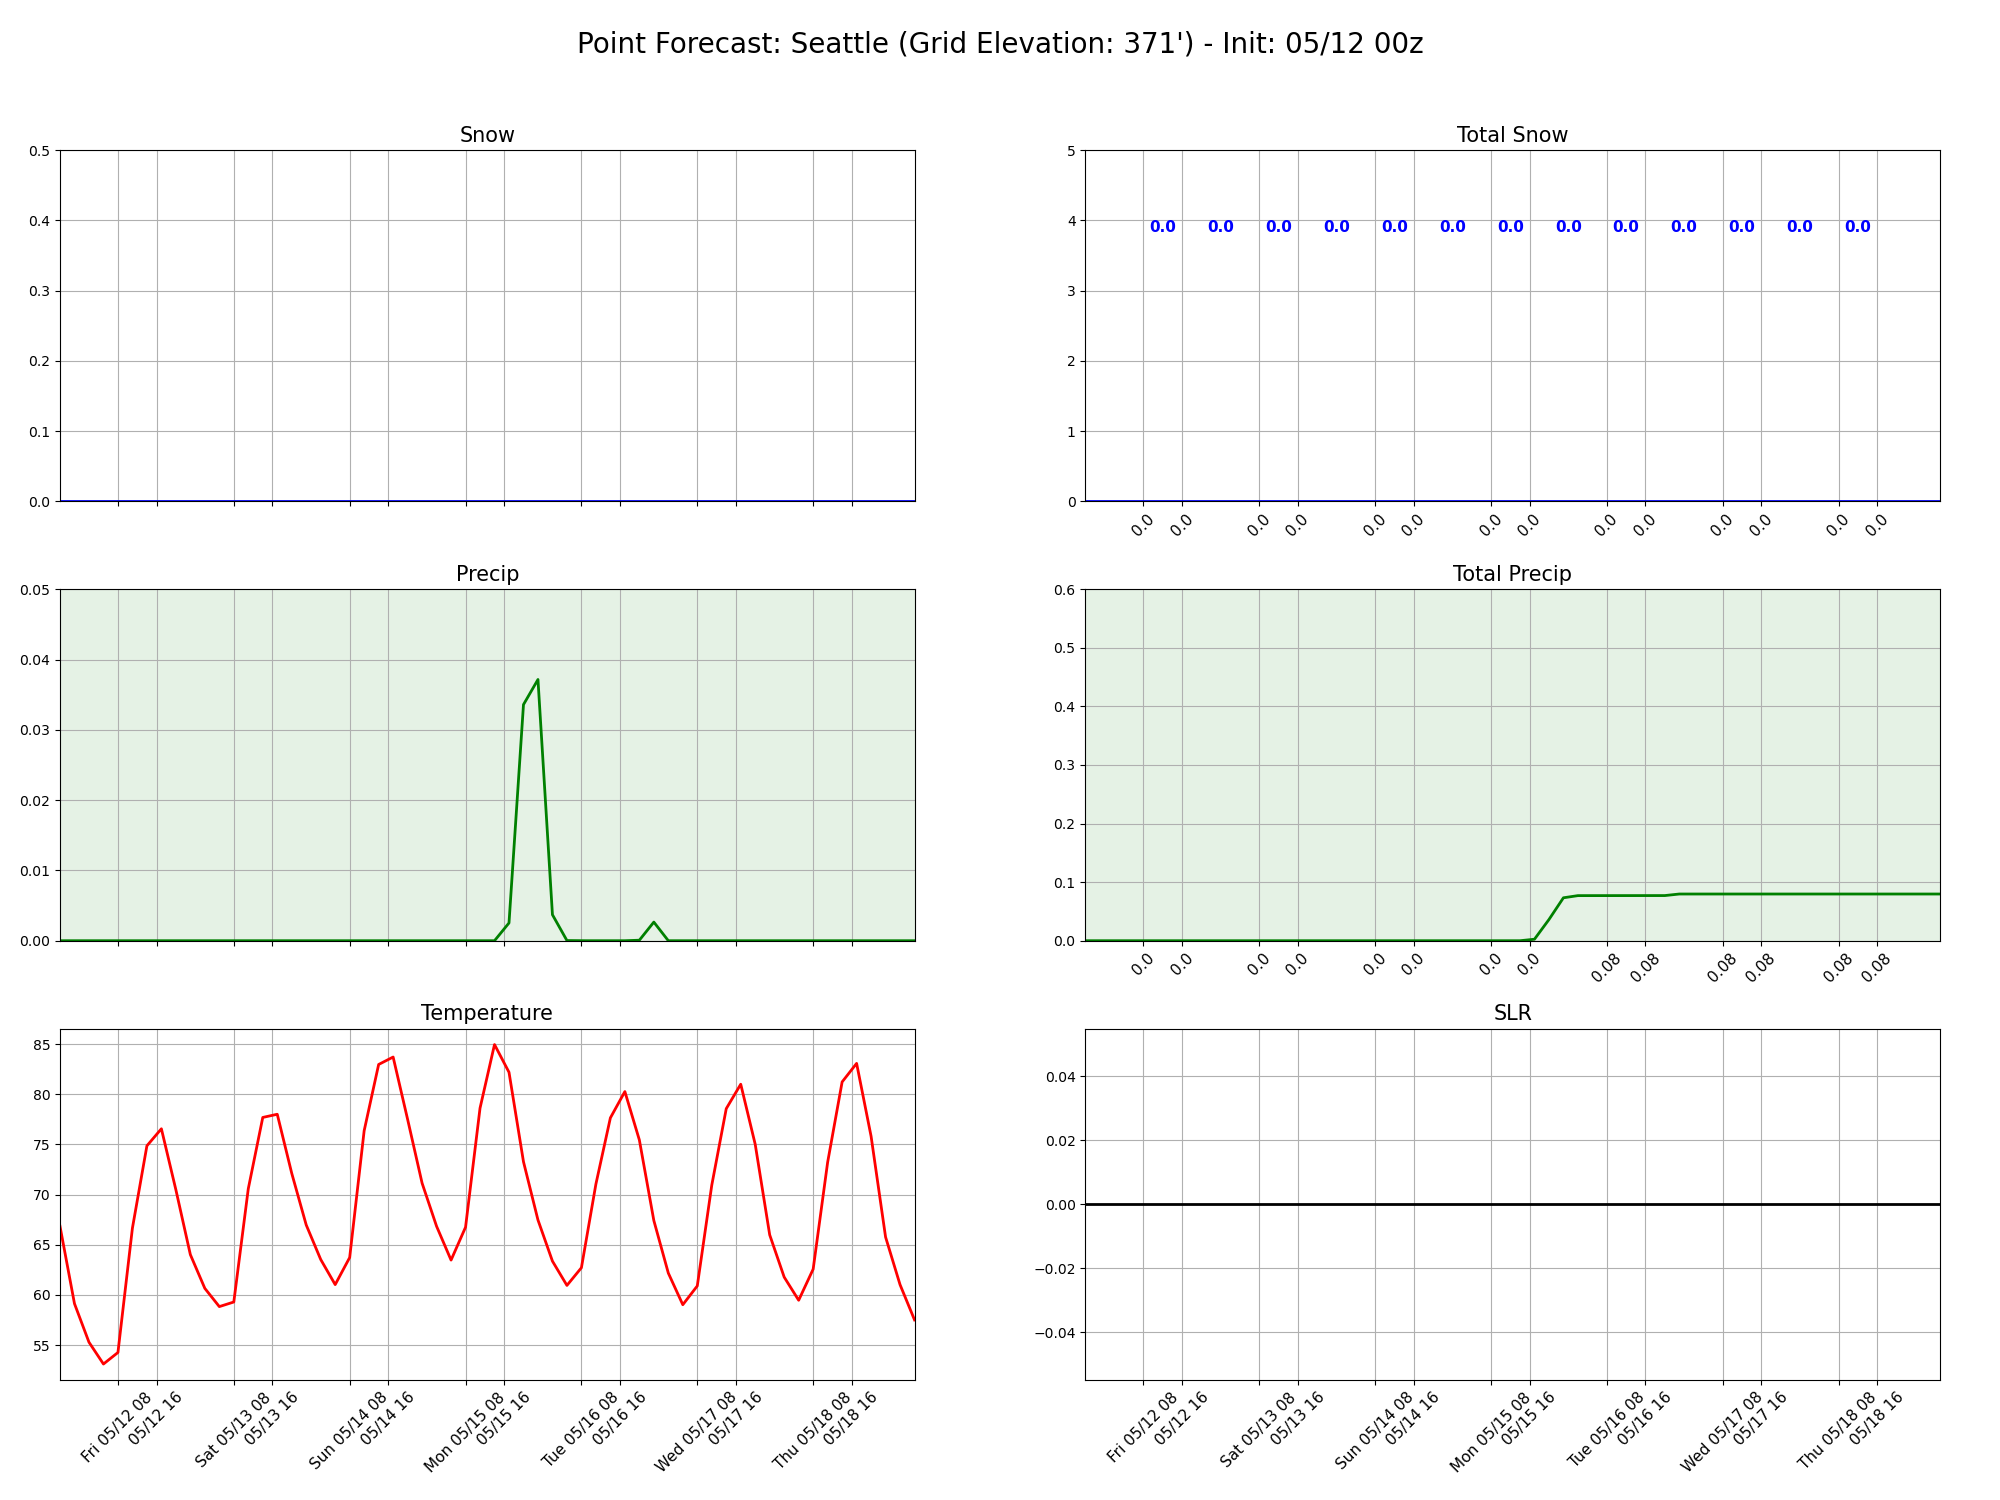 Point Forecast: Seattle (Grid Elevation: 371') - Init: 05/12 00z
Snow
0.5
0.4
0.3
0.2
0.1
0.0
Total Snow
5
4
3
2
1
0
0.0 0.0 0.0 0.0 0.0 0.0 0.0 0.0 0.0 0.0 0.0 0.0 0.0
0.0 0.0 0.0 0.0 0.0 0.0 0.0 0.0 0.0 0.0 0.0 0.0 0.0 0.0
Precip
0.05
0.04
0.03
0.02
0.01
0.00
Total Precip
0.6
0.5
0.4
0.3
0.2
0.1
0.0
0.0 0.0 0.0 0.0 0.0 0.0 0.0 0.0 0.08 0.08 0.08 0.08 0.08 0.08
Temperature
85
80
75
70
65
60
55
Fri 05/12 08
05/12 16
Sat 05/13 08
05/13 16
Sun 05/14 08
05/14 16
Mon 05/15 08
05/15 16
Tue 05/16 08
05/16 16
Wed 05/17 08
05/17 16
Thu 05/18 08
05/18 16
SLR
0.04
0.02
0.00
−0.02
−0.04
Fri 05/12 08
05/12 16
Sat 05/13 08
05/13 16
Sun 05/14 08
05/14 16
Mon 05/15 08
05/15 16
Tue 05/16 08
05/16 16
Wed 05/17 08
05/17 16
Thu 05/18 08
05/18 16